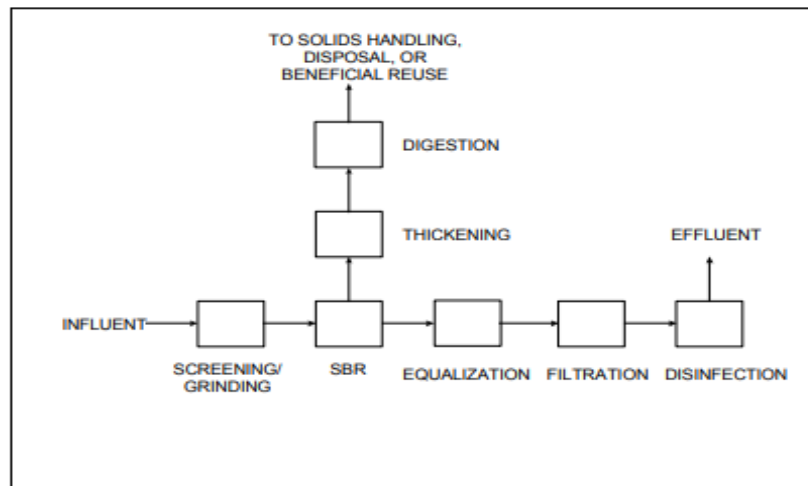 TO SOLIDS HANDLING,
DISPOSAL, OR
BENEFICIAL REUSE
DIGESTION
THICKENING
EFFLUENT
INFLUENT
SCREENING/
GRINDING
SBR
EQUALIZATION
FILTRATION
DISINFECTION